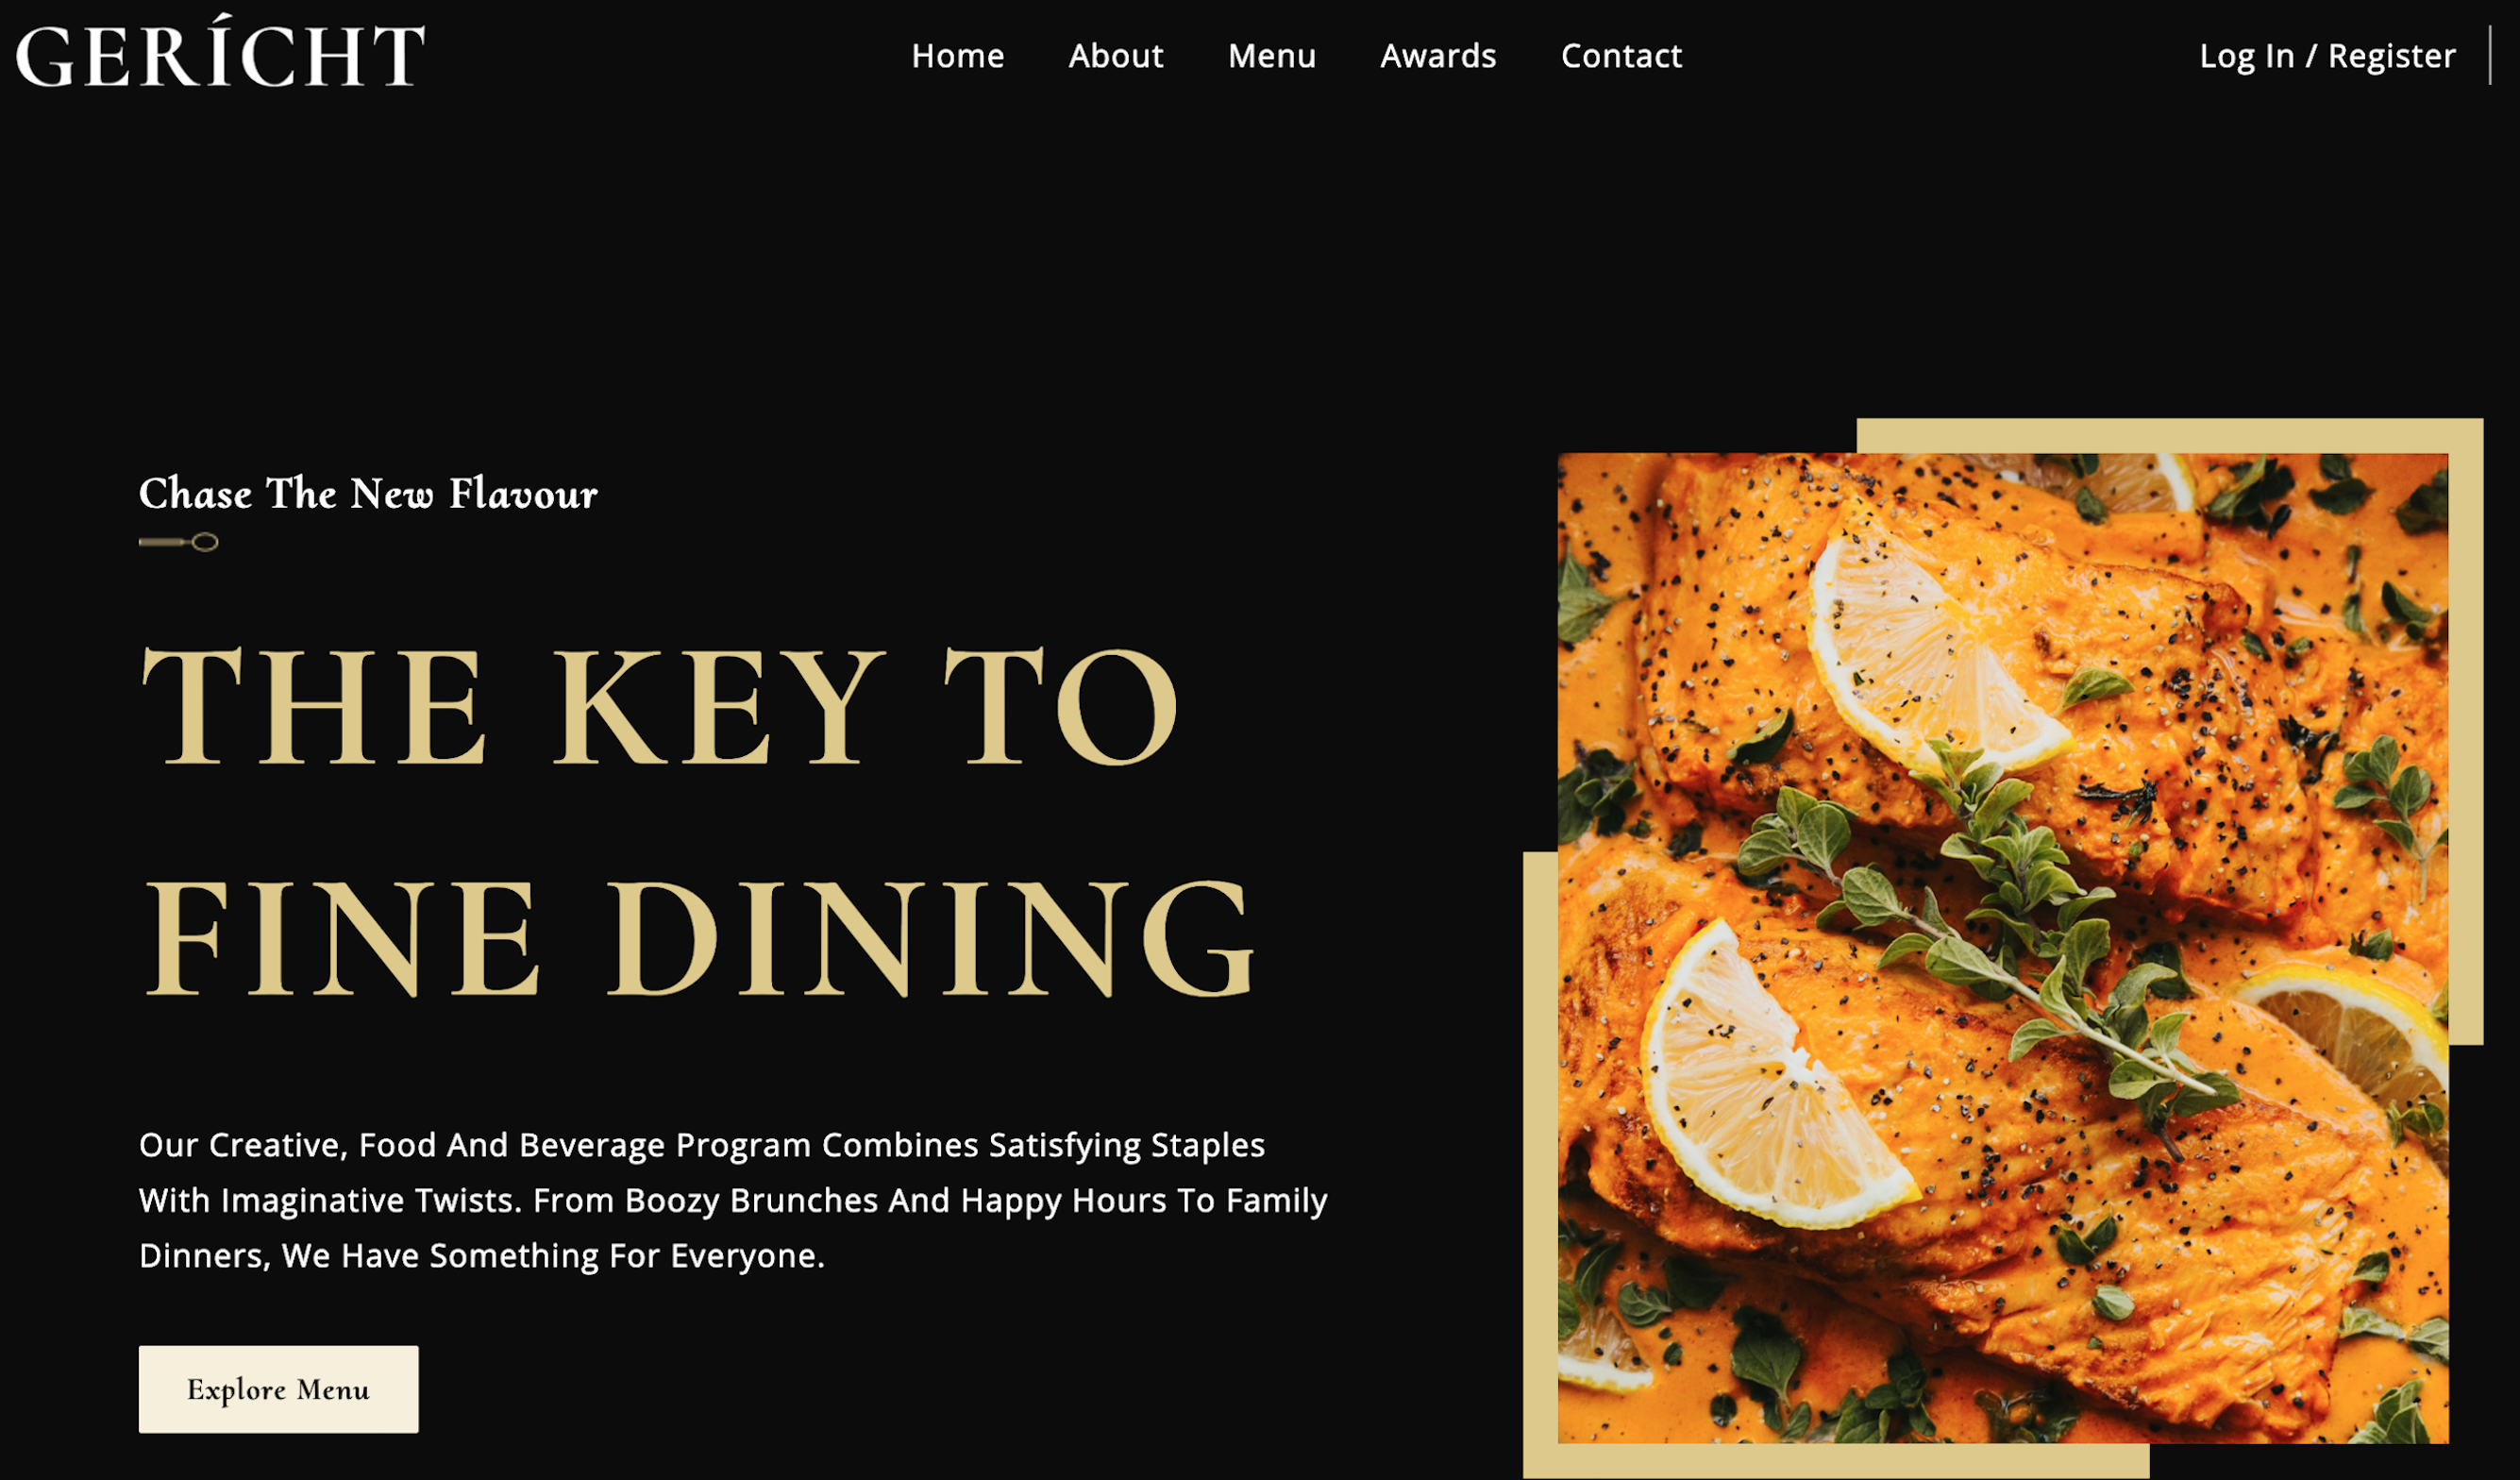 GERÍCHT
Home About Menu Awards Contact
Log In / Register
Chase The New Flavour
THE KEY TO
FINE DINING
Our Creative, Food And Beverage Program Combines Satisfying Staples
With Imaginative Twists. From Boozy Brunches And Happy Hours To Family
Dinners, We Have Something For Everyone.
Explore Menu